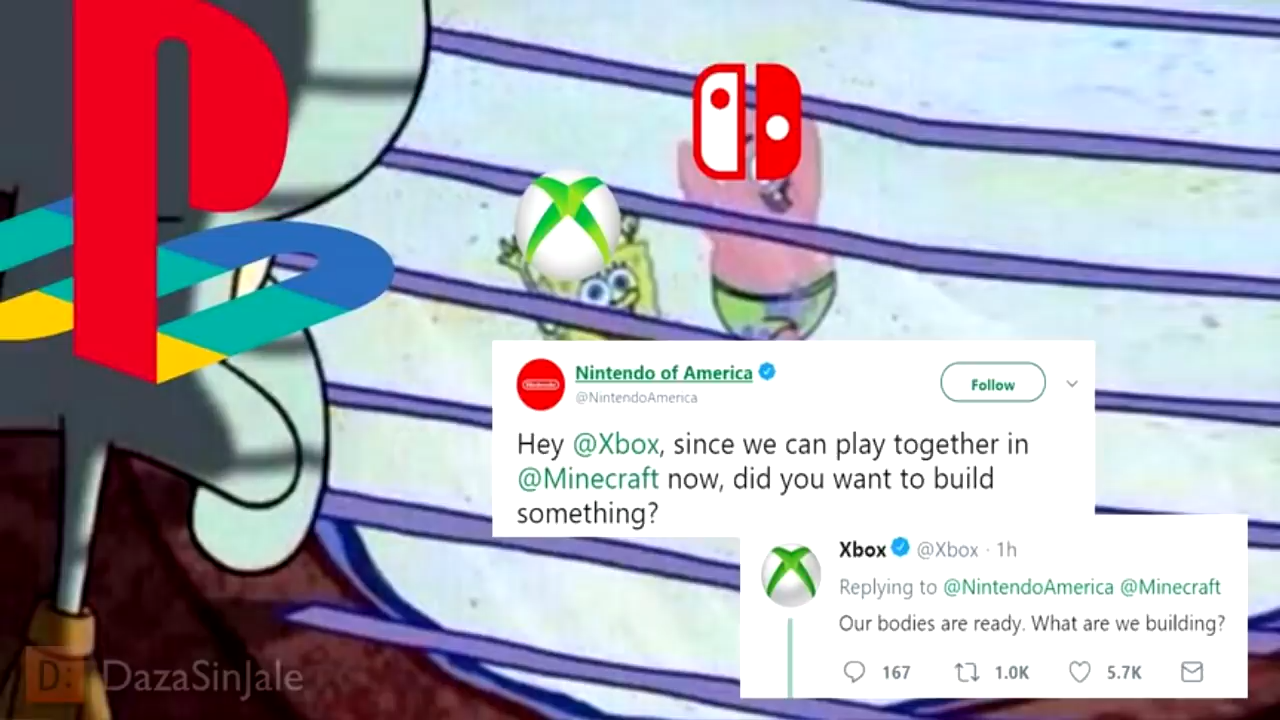 Nintendo
Nintendo of America
@NintendoAmerica
Follow
Hey @Xbox, since we can play together in
@Minecraft now, did you want to build
something?
Xbox @Xbox · 1h
Replying to @NintendoAmerica @Minecraft
Our bodies are ready. What are we building?
167 1.0K 5.7K
D: DazaSinJale